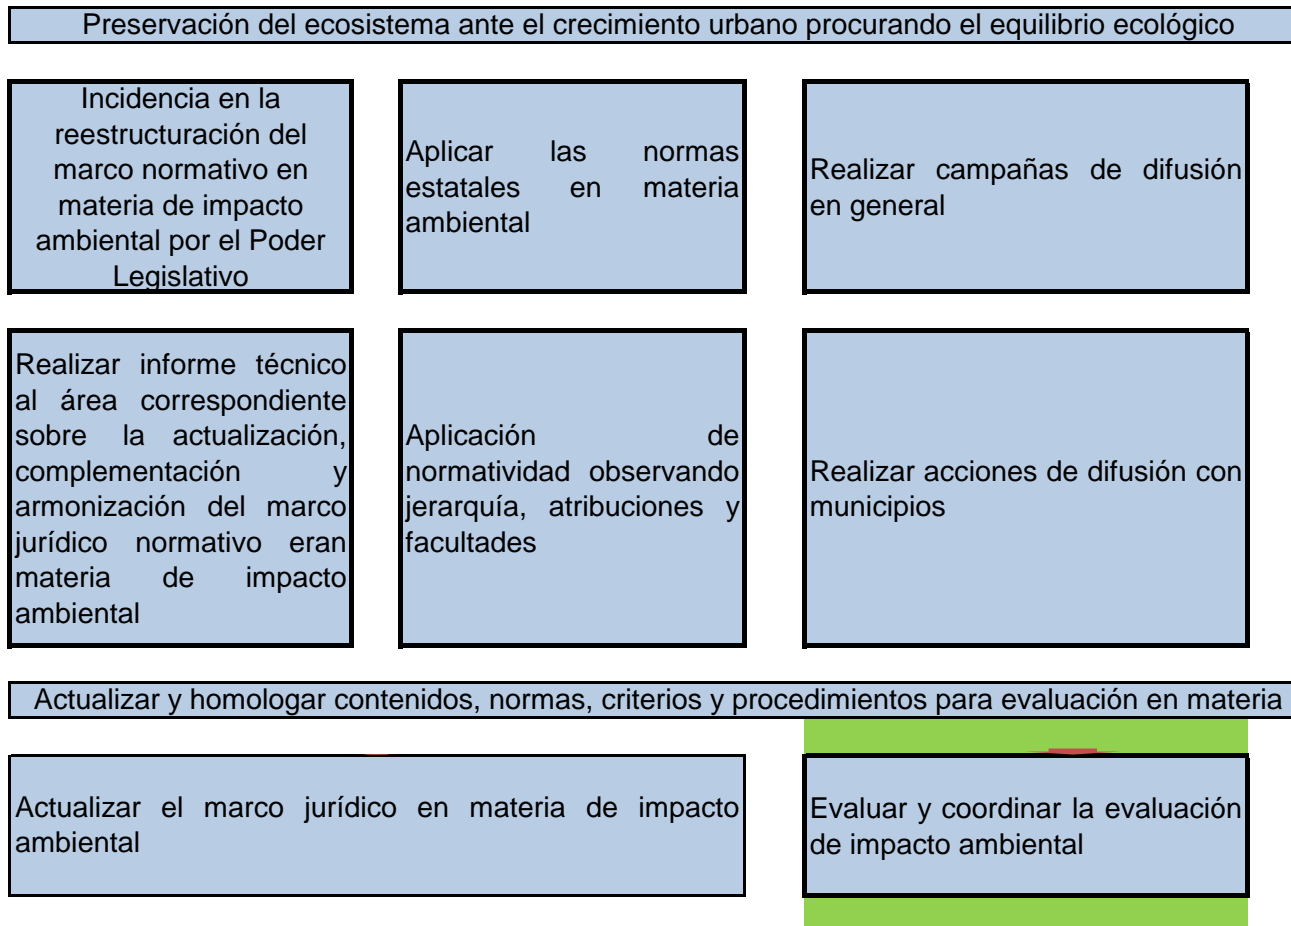 Preservación del ecosistema ante el crecimiento urbano procurando el equilibrio ecológico
Incidencia en la
reestructuración del
marco normativo en
materia de impacto
ambiental por el Poder
Legislativo
Aplicar las normas
estatales en materia
ambiental
Realizar campañas de difusión
en general
Realizar informe técnico
al área correspondiente
sobre la actualización,
complementación y
armonización del marco
jurídico normativo eran
materia de impacto
ambiental
Aplicación de
normatividad observando
jerarquía, atribuciones y
facultades
Realizar acciones de difusión con
municipios
Actualizar y homologar contenidos, normas, criterios y procedimientos para evaluación en materia
Actualizar el marco jurídico en materia de impacto
ambiental
Evaluar y coordinar la evaluación
de impacto ambiental